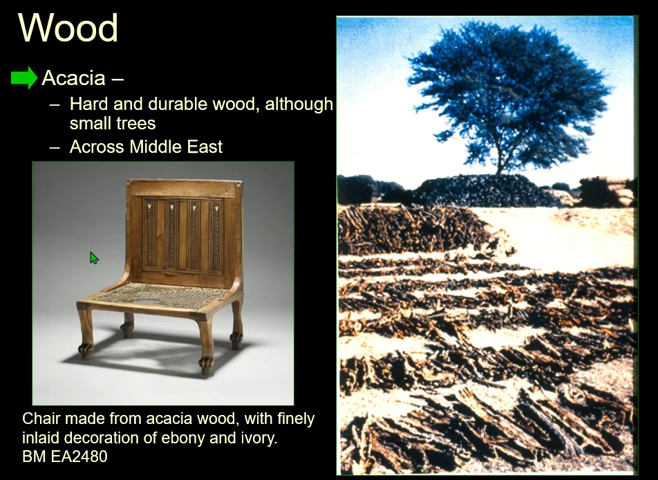 Wood
Acacia –
– Hard and durable wood, although
small trees
– Across Middle East
Chair made from acacia wood, with finely
inlaid decoration of ebony and ivory.
BM EA2480